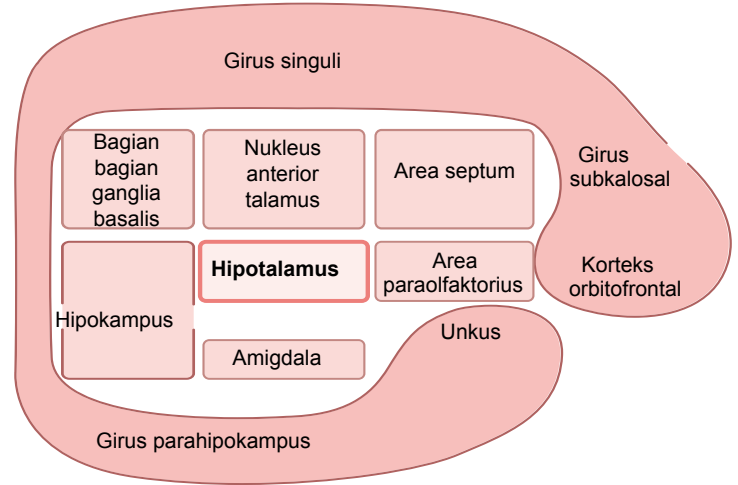 Girus singuli
Bagian
bagian
ganglia
basalis
Nukleus
anterior
talamus
Area septum
Girus
subkalosal
Hipokampus
Hipotalamus
Area
paraolfaktorius
Korteks
orbitofrontal
Amigdala
Unkus
Girus parahipokampus